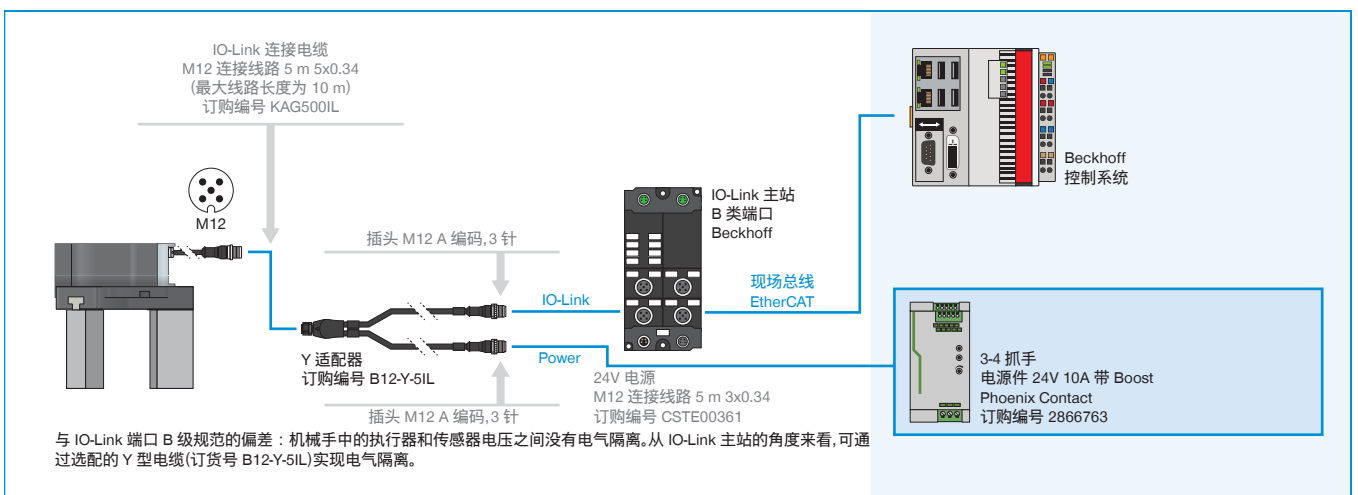 IO-Link 连接电缆
M12 连接线路 5 m 5x0.34
(最大线路长度为 10 m)
订购编号 KAG500IL
M12
插头 M12 A 编码,3 针
IO-Link 主站
B 类端口
Beckhoff
Beckhoff
控制系统
现场总线
EtherCAT
IO-Link
Power
Y 适配器
订购编号 B12-Y-5IL
插头 M12 A 编码,3 针
24V 电源
M12 连接线路 5 m 3x0.34
订购编号 CSTE00361
3-4 抓手
电源件 24V 10A 带 Boost
Phoenix Contact
订购编号 2866763
与 IO-Link 端口 B 级规范的偏差：机械手中的执行器和传感器电压之间没有电气隔离。从 IO-Link 主站的角度来看,可通
过选配的 Y 型电缆(订货号 B12-Y-5IL)实现电气隔离。